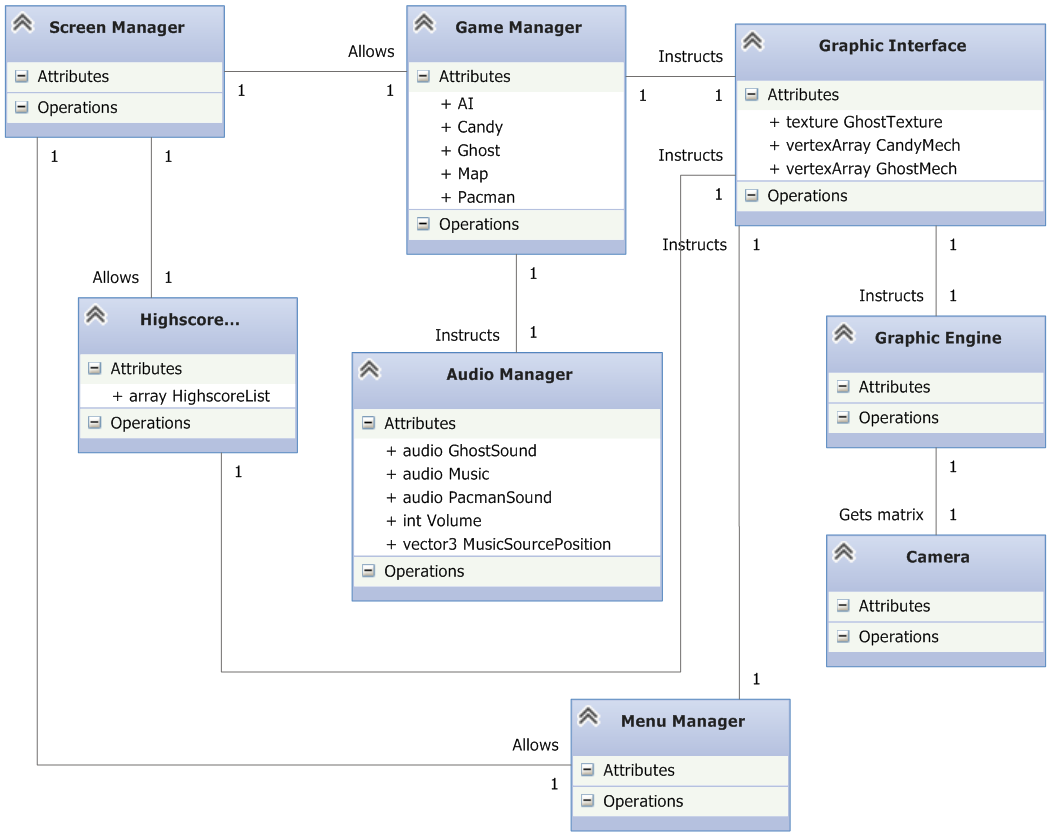 Screen Manager
Attributes
Operations
1
1
1
Allows
1
1
Game Manager
Attributes
+ AI
+ Candy
+ Ghost
+ Map
+ Pacman
Operations
1
Instructs
1
1
Instructs
1
Graphic Interface
Attributes
+ texture GhostTexture
+ vertexArray CandyMech
+ vertexArray GhostMech
Operations
Instructs
1
1
Allows
1
Highscore...
Attributes
+ array HighscoreList
Operations
1
Instructs
1
Audio Manager
Attributes
+ audio GhostSound
+ audio Music
+ audio PacmanSound
+ int Volume
+ vector3 MusicSourcePosition
Operations
Instructs
1
Graphic Engine
Attributes
Operations
1
Gets matrix
1
Camera
Attributes
Operations
1
Allows
1
Menu Manager
Attributes
Operations